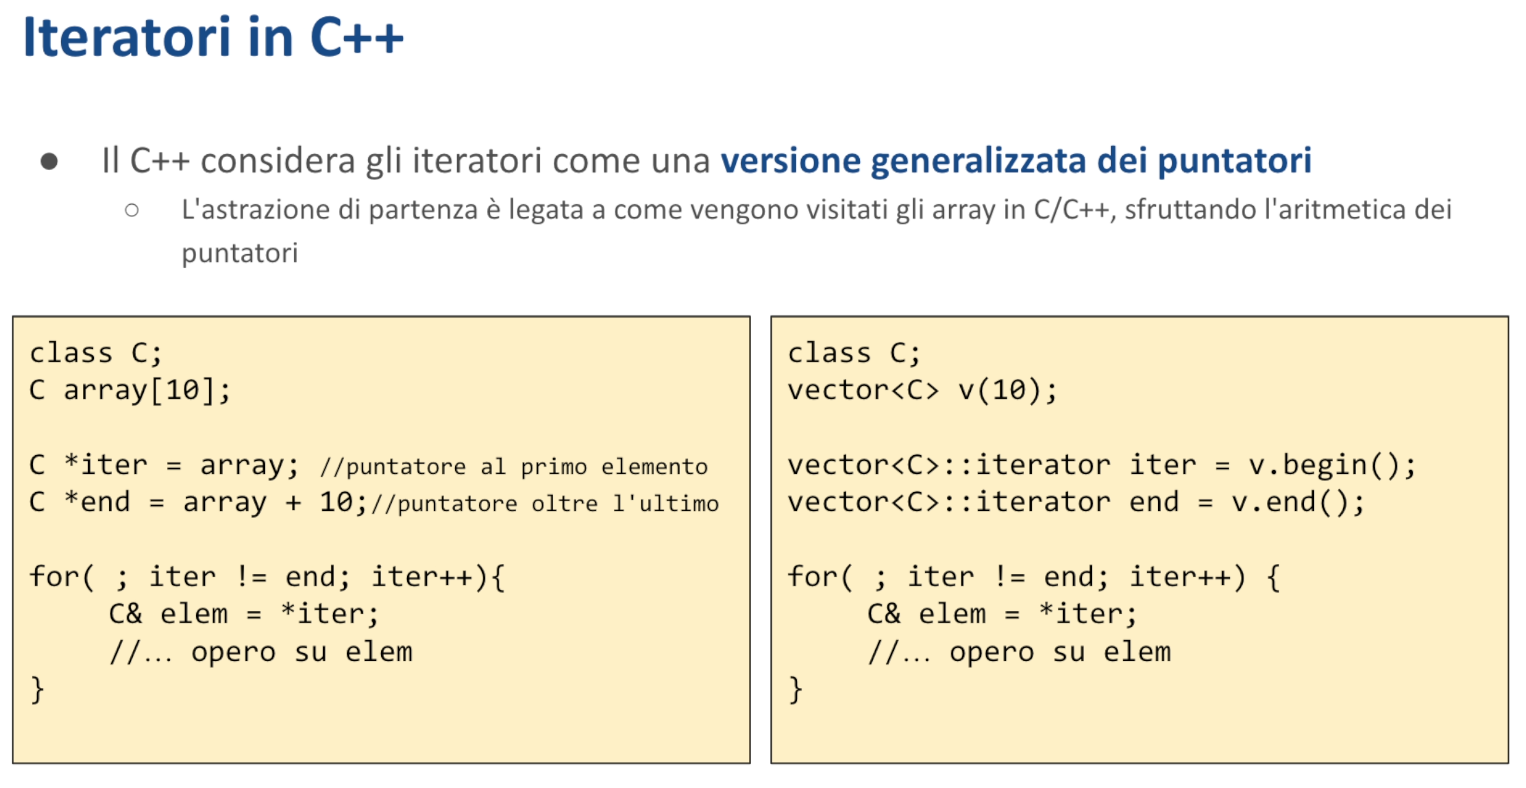 Iteratori in C++
● Il C++ considera gli iteratori come una versione generalizzata dei puntatori
○ L'astrazione di partenza è legata a come vengono visitati gli array in C/C++, sfruttando l'aritmetica dei
puntatori
class C;
C array[10];
C *iter = array; //puntatore al primo elemento
C *end = array + 10;//puntatore oltre l'ultimo
for( ; iter != end; iter++){
C& elem = *iter;
//... opero su elem
}
class C;
vector<C> v(10);
vector<C>::iterator iter = v.begin();
vector<C>::iterator end = v.end();
for( ; iter != end; iter++) {
C& elem = *iter;
//... opero su elem
}